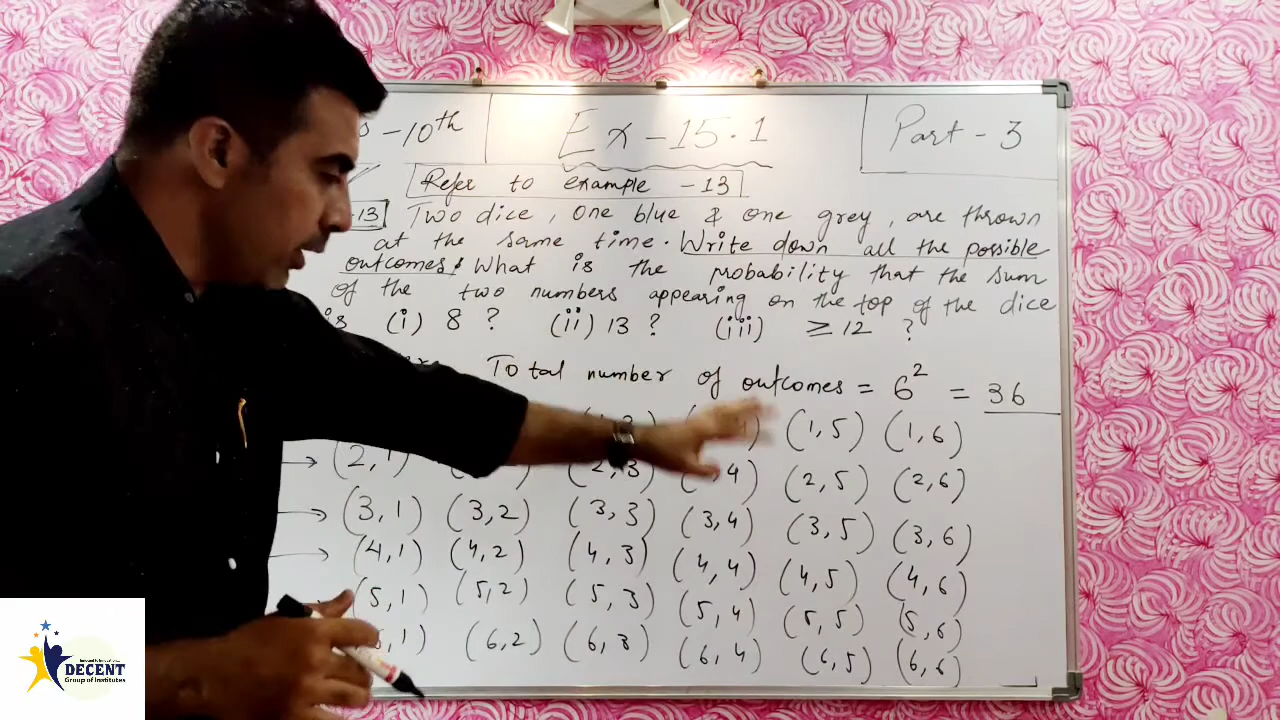 -10th Ex-15.1 Part-3
Refer to example -13
13 Two dice, One blue & one grey, are thrown
at the same time. Write down all the possible
outcomes. What is the probability that the sum
of the two numbers appearing on the top of the dice
is (i) 8 ? (ii) 13 ? (iii) ≥12 ?
Total number of outcomes = 6² = 36
(1,5) (1,6)
(2,1) (2,3) 4) (2,5) (2,6)
→ (3,1) (3,2) (3,3) (3,4) (3,5) (3,6)
→ (4,1) (4,2) (4,3) (4,4) (4,5) (4,6)
(5,1) (5,2) (5,3) (5,4) (5,5) (5,6)
,1) (6,2) (6,3) (6,4) (6,5) (6,6)
DECENT
Group of Institutes